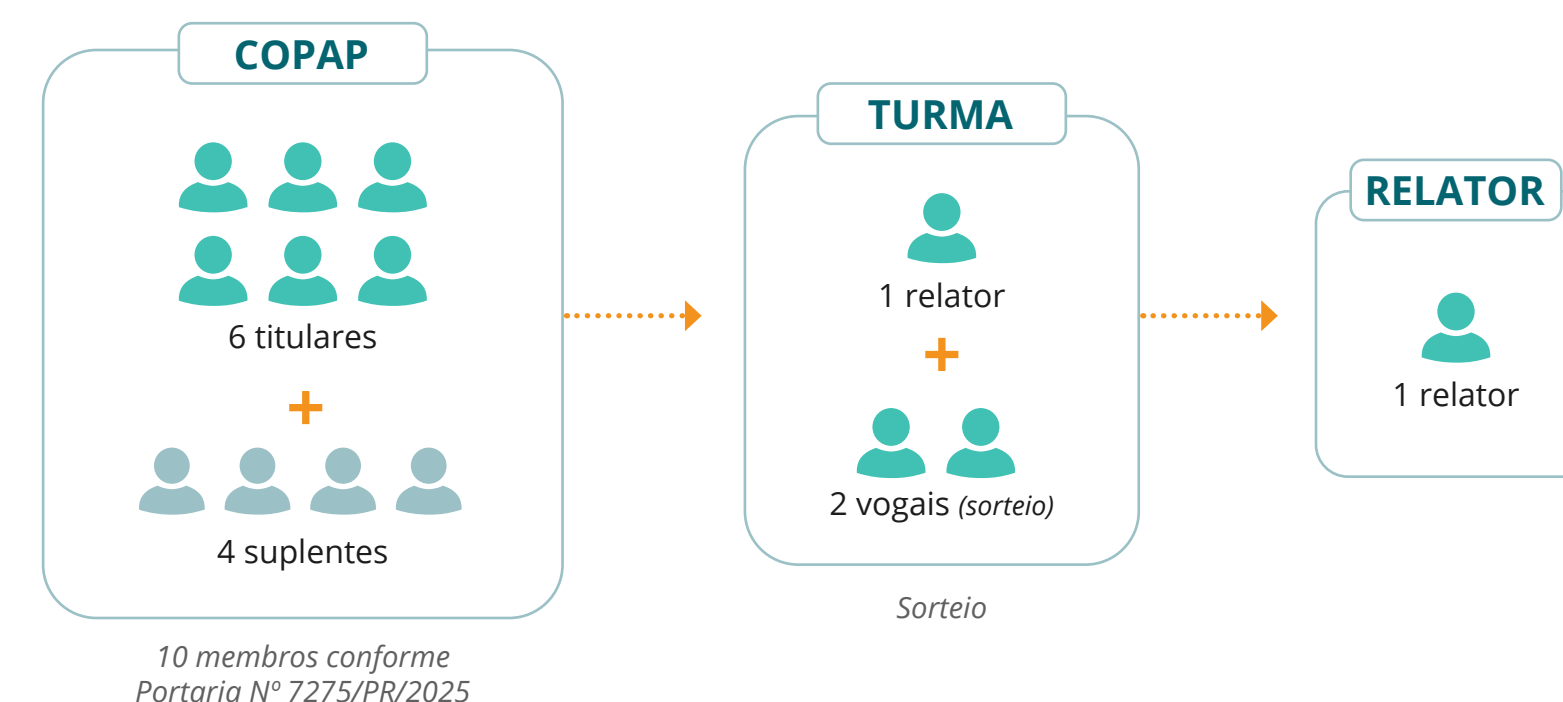 COPAP
6 titulares
+
4 suplentes
10 membros conforme
Portaria Nº 7275/PR/2025
TURMA
1 relator
+
2 vogais (sorteio)
Sorteio
RELATOR
1 relator